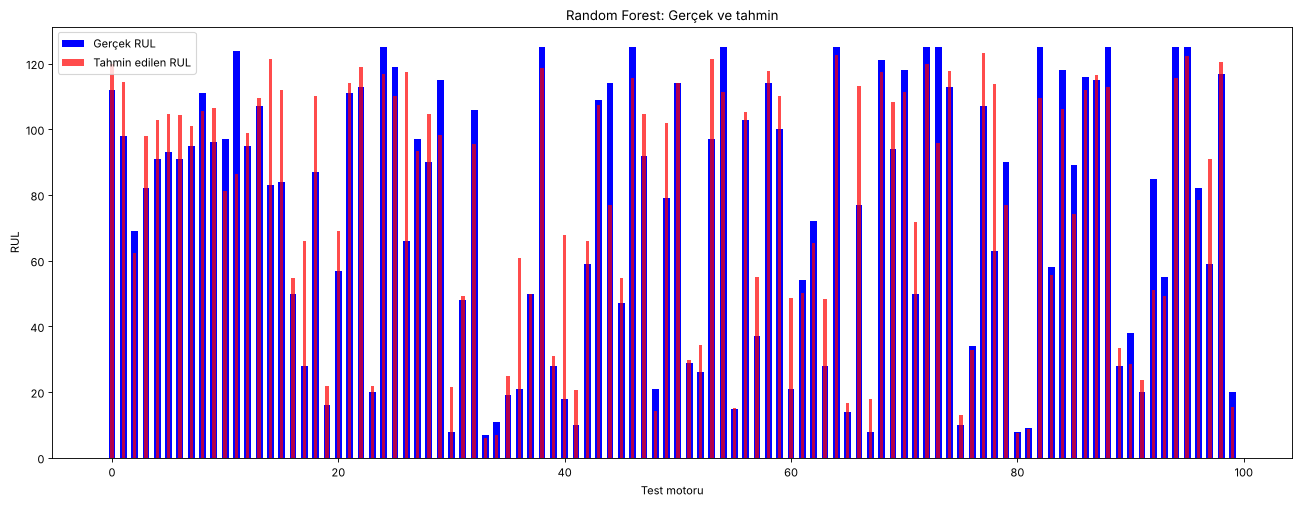 Random Forest: Gerçek ve tahmin
Gerçek RUL
Tahmin edilen RUL
RUL
120
100
80
60
40
20
0
0 20 40 60 80 100
Test motoru